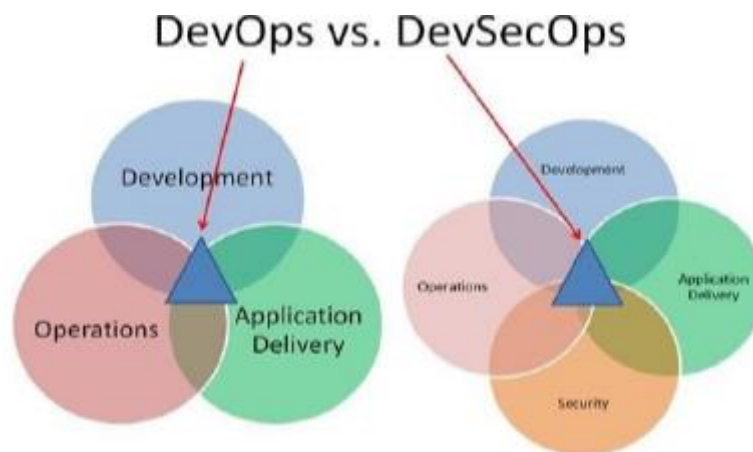 DevOps vs. DevSecOps
Development
Operations
Application
Delivery
Development
Operations
Application
Delivery
Security